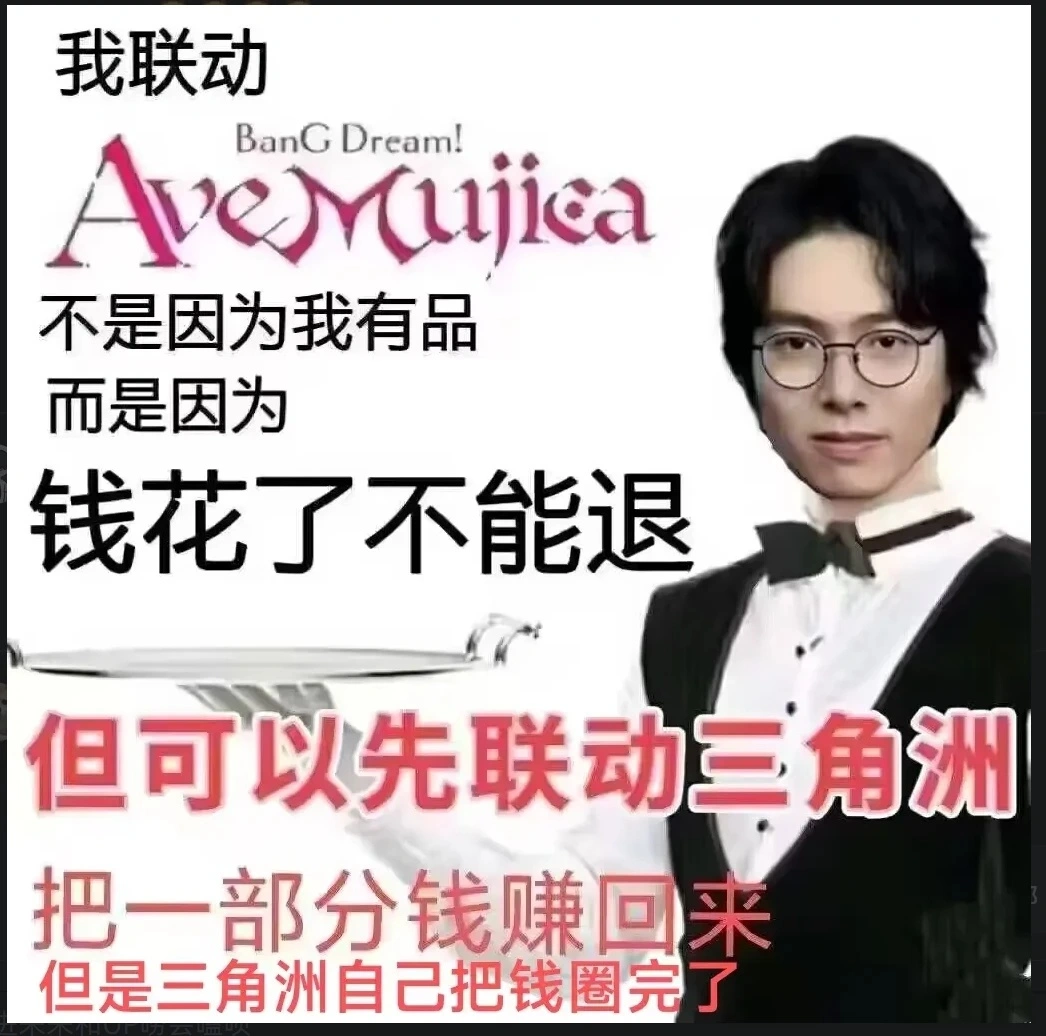 我联动
BanG Dream!
Ave Mujica
不是因为我有品
而是因为
钱花了不能退
但可以先联动三角洲
把一部分钱赚回来
但是三角洲自己把钱圈完了